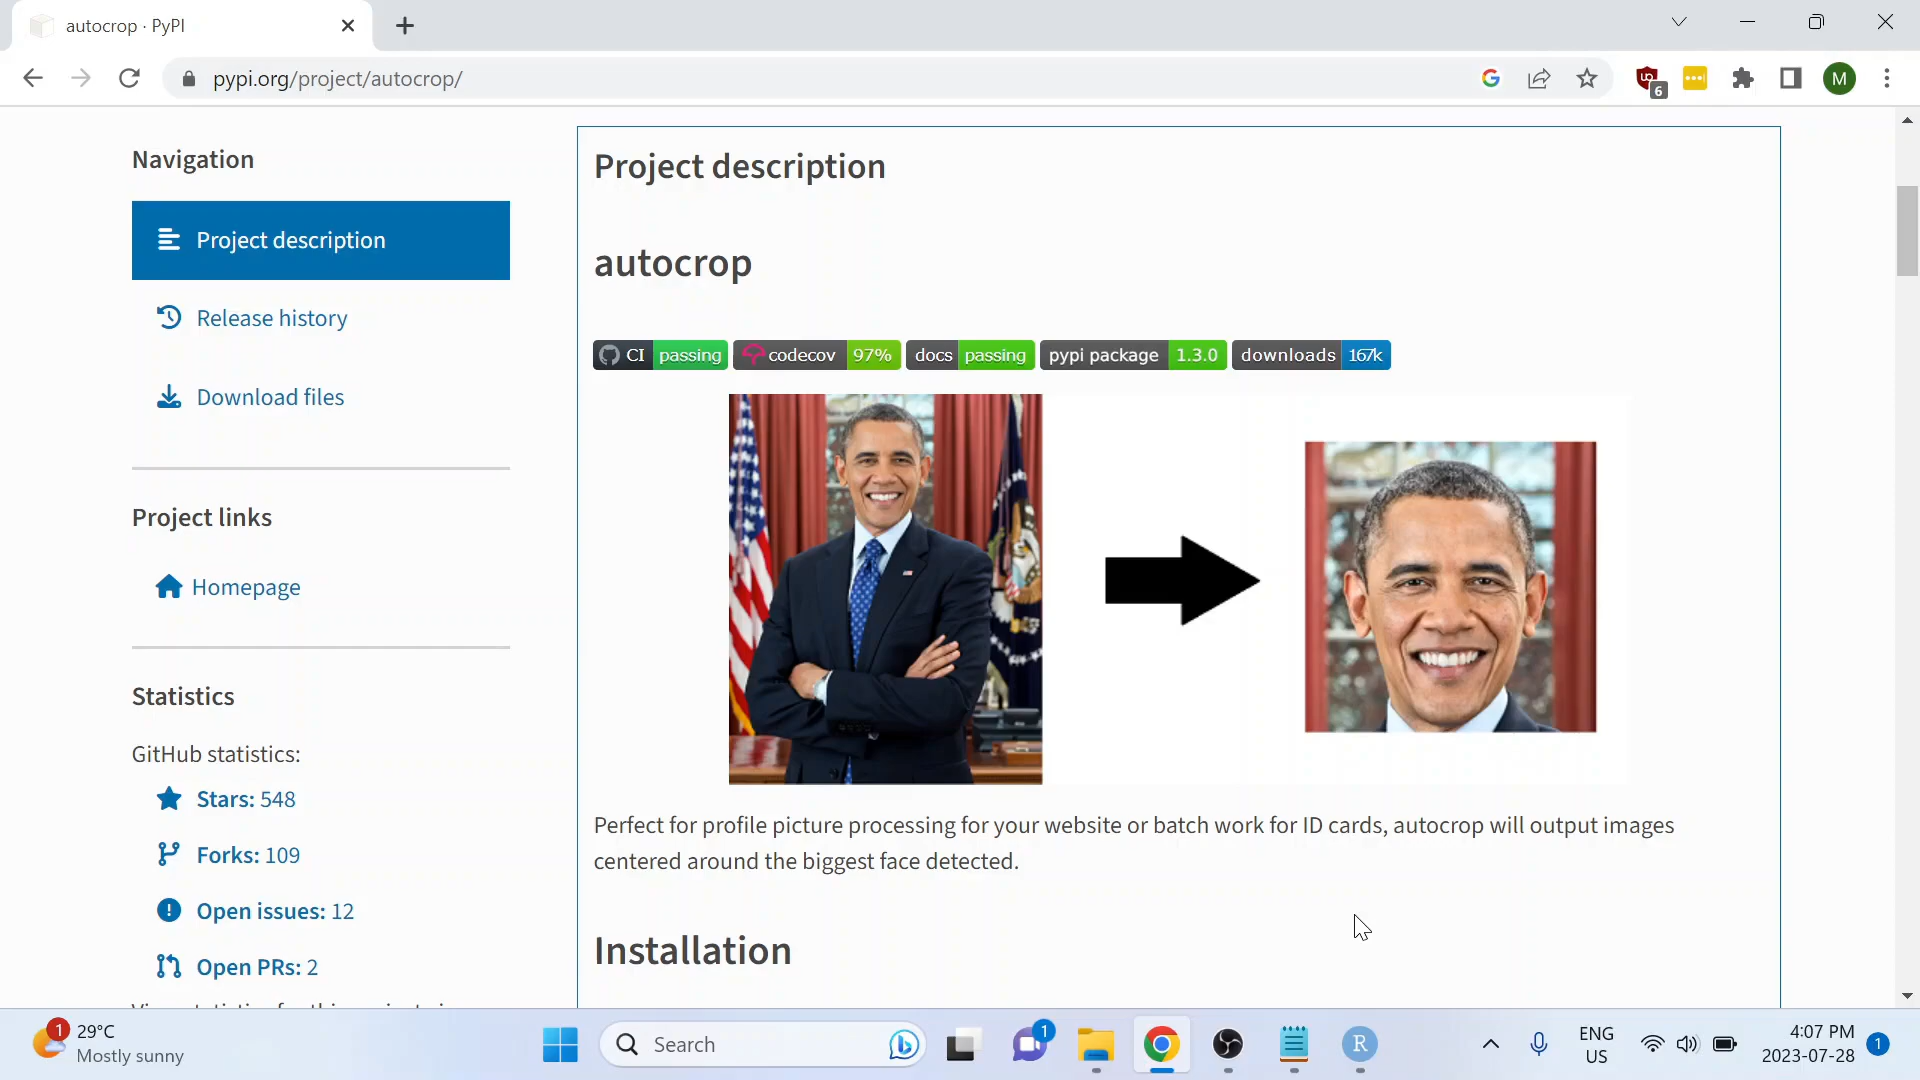 autocrop · PyPI
pypi.org/project/autocrop/
6
M
Navigation
Project description
Release history
Download files
Project links
Homepage
Statistics
GitHub statistics:
Stars: 548
Forks: 109
Open issues: 12
Open PRs: 2
Project description
autocrop
CI passing codecov 97% docs passing pypi package 1.3.0 downloads 167k
Perfect for profile picture processing for your website or batch work for ID cards, autocrop will output images
centered around the biggest face detected.
Installation
1
29°C
Mostly sunny
Search
1
R
ENG
US
4:07 PM
2023-07-28
1